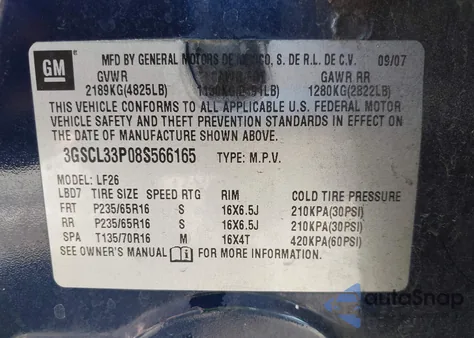 GM
MFD BY GENERAL MOTORS DE MEXICO, S. DE R.L. DE C.V. 09/07
GVWR GAWR FRT GAWR RR
2189KG(4825LB) 1280KG(2822LB)
THIS VEHICLE CONFORMS TO ALL APPLICABLE U.S. FEDERAL MOTOR
VEHICLE SAFETY AND THEFT PREVENTION STANDARDS IN EFFECT ON
THE DATE OF MANUFACTURE SHOWN ABOVE.
3GSCL33P08S566165 TYPE: M.P.V.
MODEL: LF26
LBD7 TIRE SIZE SPEED RTG RIM COLD TIRE PRESSURE
FRT P235/65R16 S 16X6.5J 210KPA(30PSI)
RR P235/65R16 S 16X6.5J 210KPA(30PSI)
SPA T135/70R16 M 16X4T 420KPA(60PSI)
SEE OWNER'S MANUAL FOR MORE INFORMATION.
autoSnap